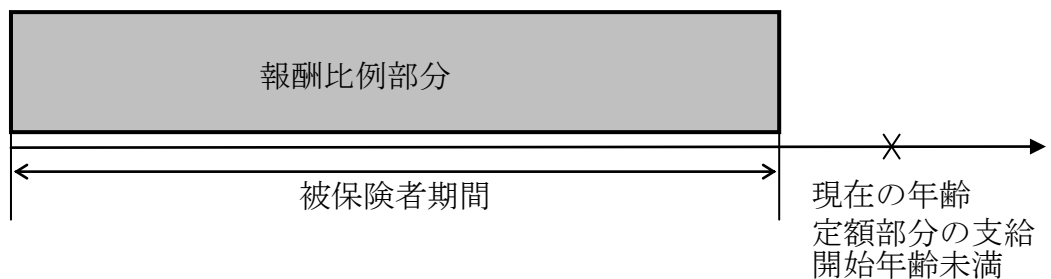 報酬比例部分
被保険者期間
現在の年齢
定額部分の支給
開始年齢未満